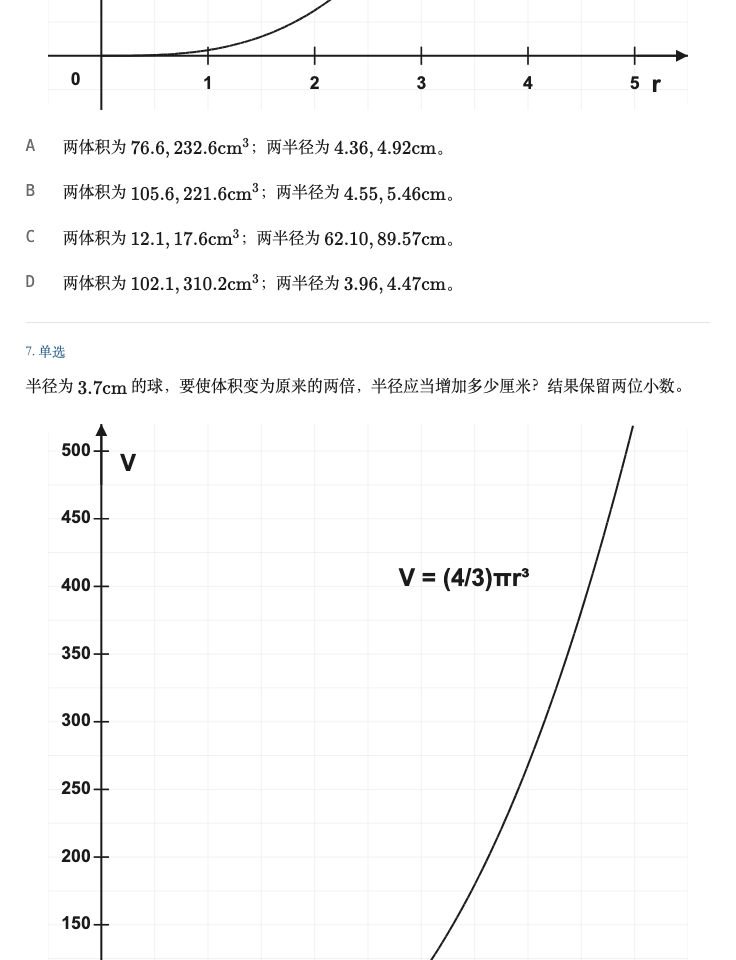 0 1 2 3 4 5 r
A 两体积为 76.6, 232.6cm³；两半径为 4.36, 4.92cm。
B 两体积为 105.6, 221.6cm³；两半径为 4.55, 5.46cm。
C 两体积为 12.1, 17.6cm³；两半径为 62.10, 89.57cm。
D 两体积为 102.1, 310.2cm³；两半径为 3.96, 4.47cm。
7. 单选
半径为 3.7cm 的球，要使体积变为原来的两倍，半径应当增加多少厘米？结果保留两位小数。
500
V
450
V = (4/3)πr³
400
350
300
250
200
150